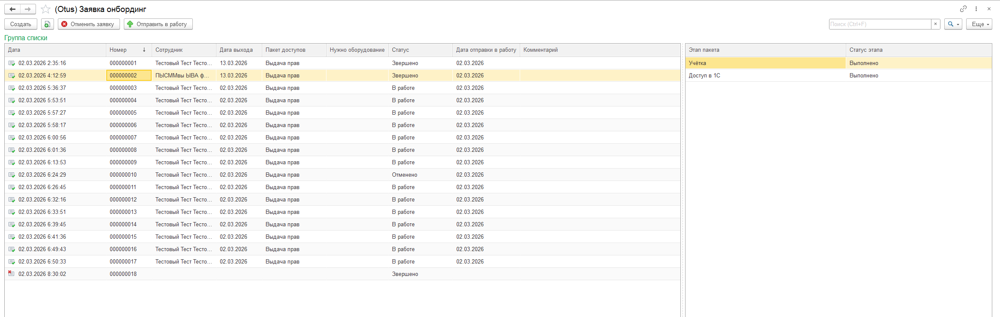 (Otus) Заявка онбординг
Создать Отменить заявку Отправить в работу Поиск (Ctrl+F) × Еще
Группа списки
Дата Номер ↓ Сотрудник Дата выхода Пакет доступов Нужно оборудование Статус Дата отправки в работу Комментарий Этап пакета Статус этапа
02.03.2026 2:35:16 000000001 Тестовый Тест Тесто... 13.03.2026 Выдача прав Звершено 02.03.2026 Учётка Выполнено
02.03.2026 4:12:59 000000002 ПЫСММвы ЫВА ф... 13.03.2026 Выдача прав Звершено 02.03.2026 Доступ в 1С Выполнено
02.03.2026 5:36:37 000000003 Тестовый Тест Тесто... 02.03.2026 Выдача прав В работе 02.03.2026
02.03.2026 5:53:51 000000004 Тестовый Тест Тесто... 02.03.2026 Выдача прав В работе 02.03.2026
02.03.2026 5:57:27 000000005 Тестовый Тест Тесто... 02.03.2026 Выдача прав В работе 02.03.2026
02.03.2026 5:58:17 000000006 Тестовый Тест Тесто... 02.03.2026 Выдача прав В работе 02.03.2026
02.03.2026 6:00:56 000000007 Тестовый Тест Тесто... 02.03.2026 Выдача прав В работе 02.03.2026
02.03.2026 6:01:36 000000008 Тестовый Тест Тесто... 02.03.2026 Выдача прав В работе 02.03.2026
02.03.2026 6:13:53 000000009 Тестовый Тест Тесто... 02.03.2026 Выдача прав В работе 02.03.2026
02.03.2026 6:24:29 000000010 Тестовый Тест Тесто... 02.03.2026 Выдача прав Отменено 02.03.2026
02.03.2026 6:26:45 000000011 Тестовый Тест Тесто... 02.03.2026 Выдача прав В работе 02.03.2026
02.03.2026 6:32:16 000000012 Тестовый Тест Тесто... 02.03.2026 Выдача прав В работе 02.03.2026
02.03.2026 6:33:51 000000013 Тестовый Тест Тесто... 02.03.2026 Выдача прав В работе 02.03.2026
02.03.2026 6:39:45 000000014 Тестовый Тест Тесто... 02.03.2026 Выдача прав В работе 02.03.2026
02.03.2026 6:41:36 000000015 Тестовый Тест Тесто... 02.03.2026 Выдача прав В работе 02.03.2026
02.03.2026 6:49:43 000000016 Тестовый Тест Тесто... 02.03.2026 Выдача прав В работе 02.03.2026
02.03.2026 6:50:33 000000017 Тестовый Тест Тесто... 02.03.2026 Выдача прав В работе 02.03.2026
02.03.2026 8:30:02 000000018 Звершено